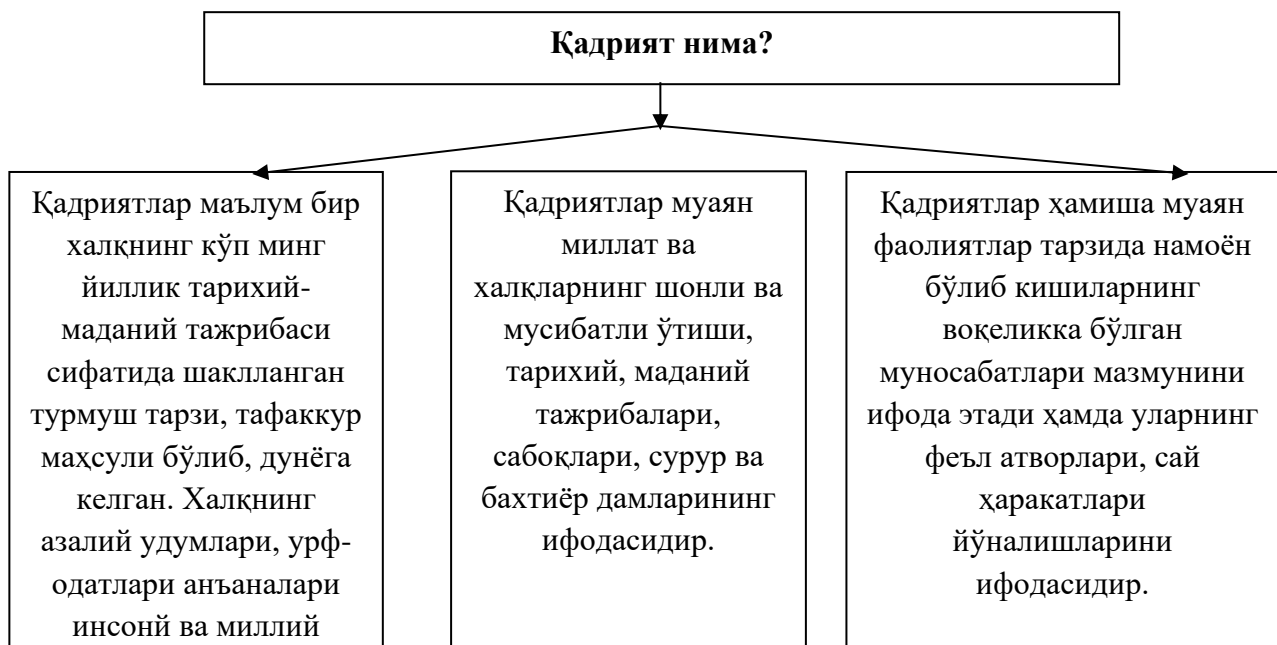 Қадрият нима?
Қадриятлар маълум бир
халқнинг кўп минг
йиллик тарихий-
маданий тажрибаси
сифатида шаклланган
турмуш тарзи, тафаккур
маҳсули бўлиб, дунёга
келган. Халқнинг
азалий удумлари, урф-
одатлари анъаналари
инсонй ва миллий
Қадриятлар муаян
миллат ва
халқларнинг шонли ва
мусибатли ўтиши,
тарихий, маданий
тажрибалари,
сабоқлари, сурур ва
бахтиёр дамларининг
ифодасидир.
Қадриятлар ҳамиша муаян
фаолиятлар тарзида намоён
бўлиб кишиларнинг
воқеликка бўлган
муносабатлари мазмунини
ифода этади ҳамда уларнинг
феъл атворлари, сай
ҳаракатлари
йўналишларини
ифодасидир.